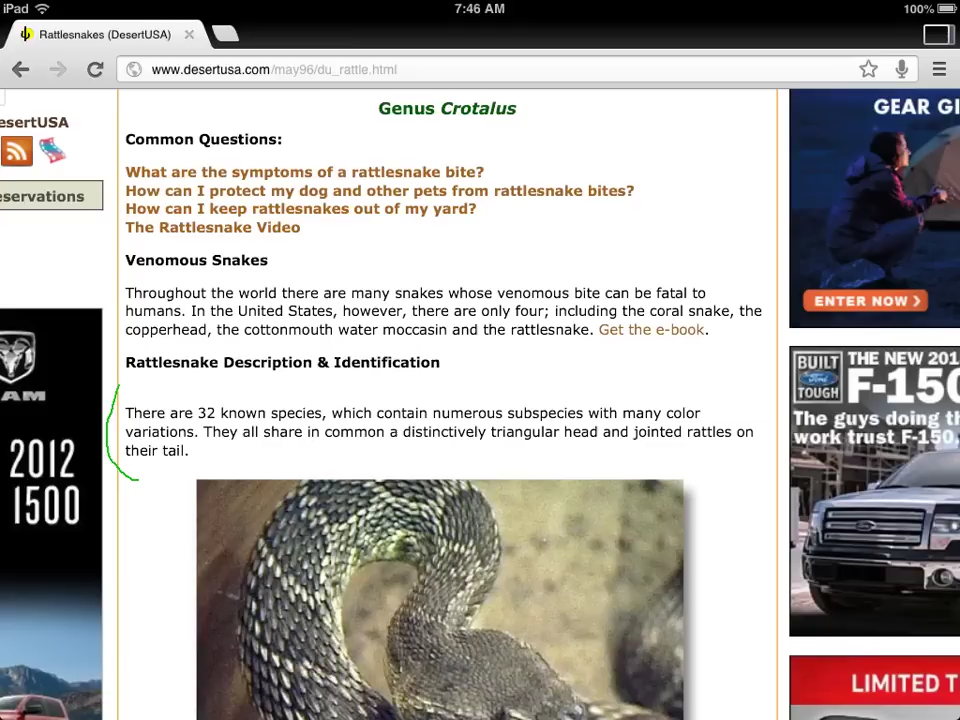 iPad
7:46 AM
100%
Rattlesnakes (DesertUSA)
www.desertusa.com/may96/du_rattle.html
esertUSA
eservations
AM
2012
1500
Genus Crotalus
Common Questions:
What are the symptoms of a rattlesnake bite?
How can I protect my dog and other pets from rattlesnake bites?
How can I keep rattlesnakes out of my yard?
The Rattlesnake Video
Venomous Snakes
Throughout the world there are many snakes whose venomous bite can be fatal to
humans. In the United States, however, there are only four; including the coral snake, the
copperhead, the cottonmouth water moccasin and the rattlesnake. Get the e-book.
Rattlesnake Description & Identification
There are 32 known species, which contain numerous subspecies with many color
variations. They all share in common a distinctively triangular head and jointed rattles on
their tail.
GEAR GI
ENTER NOW
BUILT
Ford
TOUGH
THE NEW 201
F-150
The guys doing th
work trust F-150.
LIMITED T